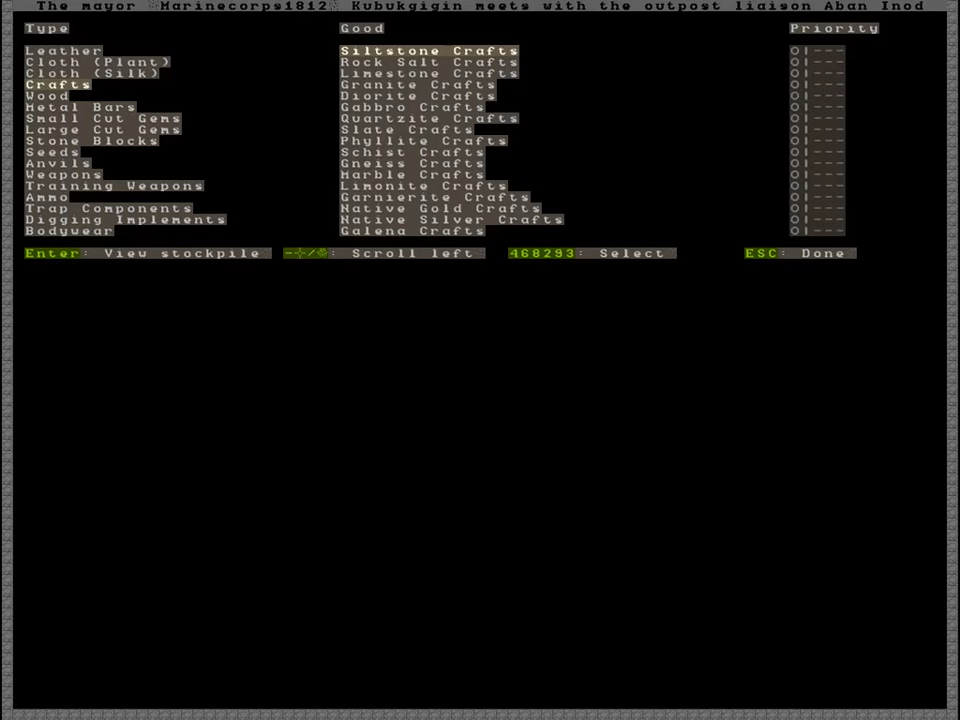 The mayor Marinecorps1812 Kubukgigin meets with the outpost liaison Aban Inod
Type Good Priority
Leather Siltstone Crafts O|---
Cloth (Plant) Rock Salt Crafts O|---
Cloth (Silk) Limestone Crafts O|---
Crafts Granite Crafts O|---
Wood Diorite Crafts O|---
Metal Bars Gabbro Crafts O|---
Small Cut Gems Quartzite Crafts O|---
Large Cut Gems Slate Crafts O|---
Stone Blocks Phyllite Crafts O|---
Seeds Schist Crafts O|---
Anvils Gneiss Crafts O|---
Weapons Marble Crafts O|---
Training Weapons Limonite Crafts O|---
Ammo Garnierite Crafts O|---
Trap Components Native Gold Crafts O|---
Digging Implements Native Silver Crafts O|---
Bodywear Galena Crafts O|---
Enter: View stockpile : Scroll left 468293: Select ESC: Done